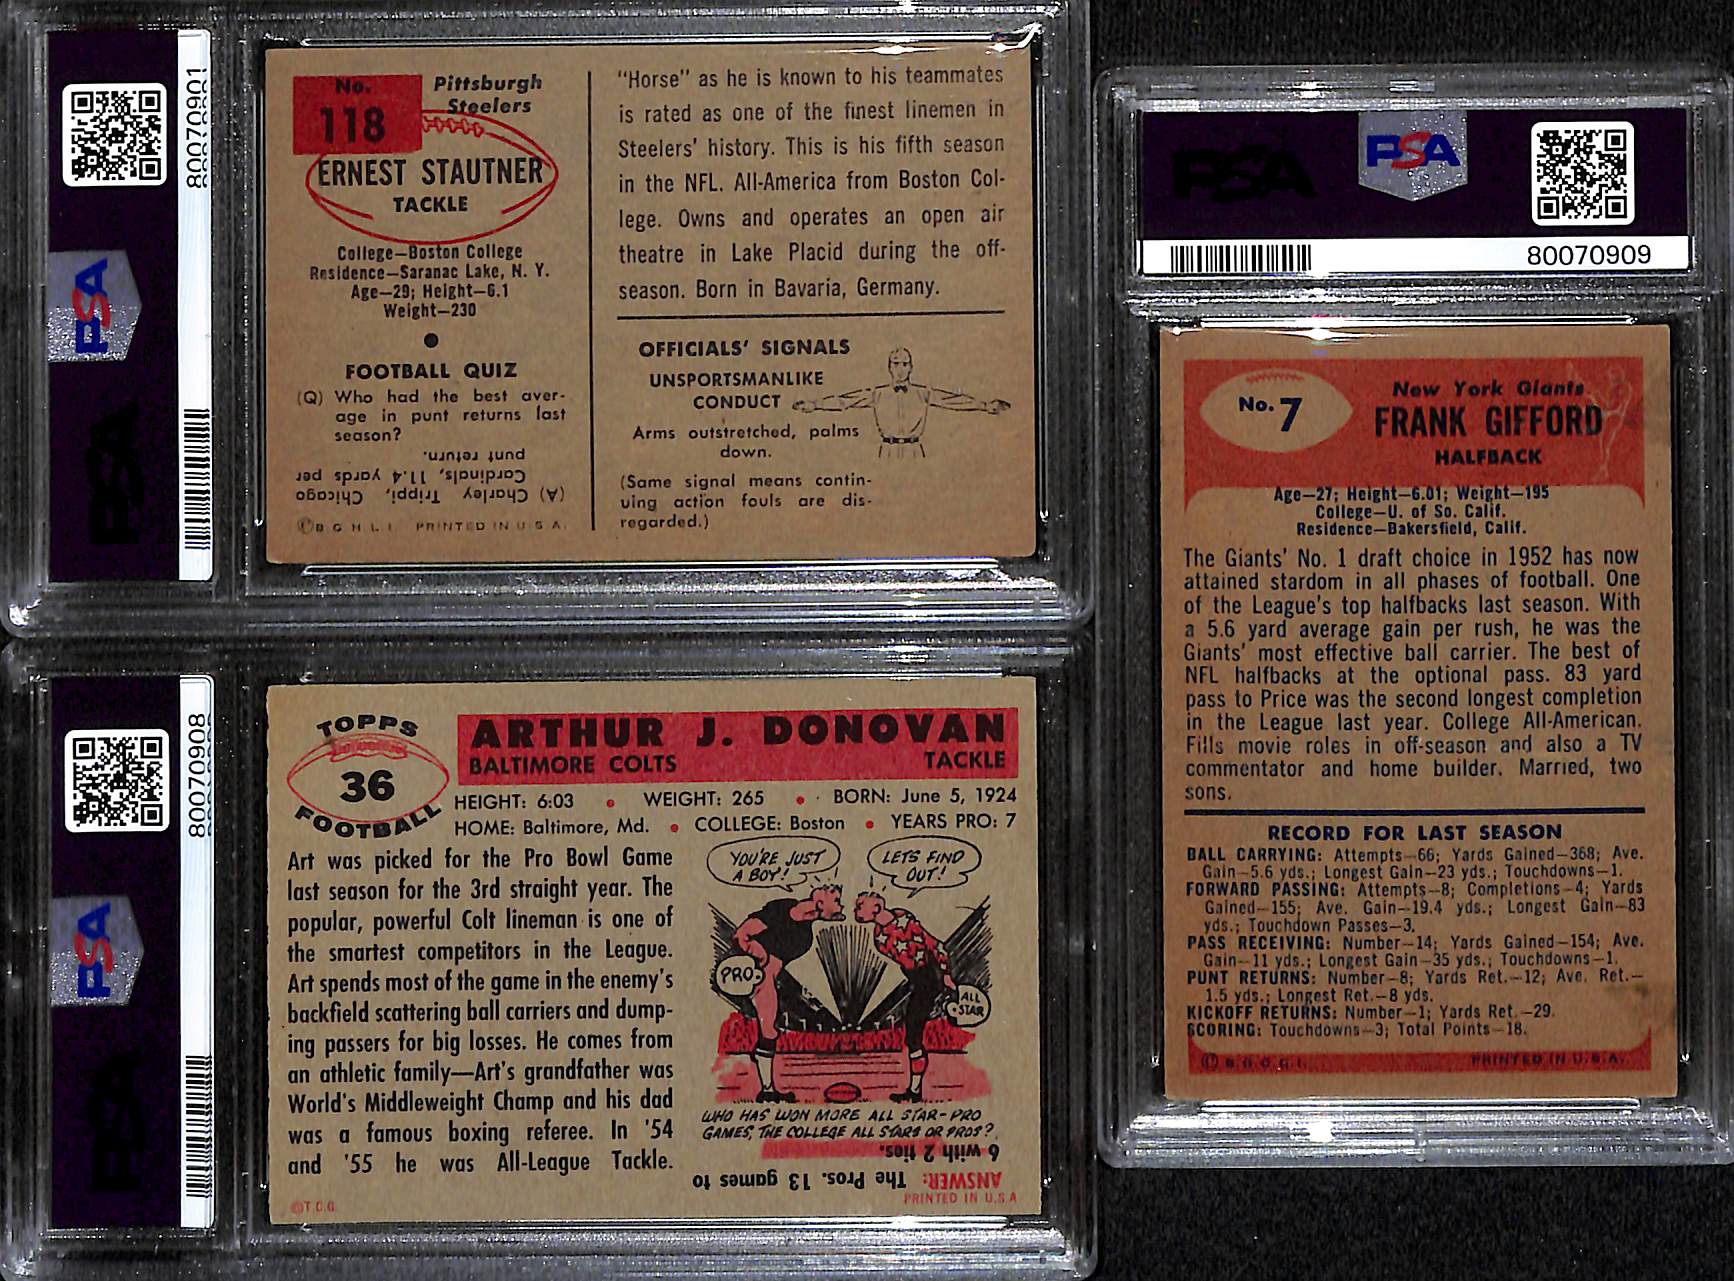 80070901
PSA
No.
118
Pittsburgh
Steelers
ERNEST STAUTNER
TACKLE
College—Boston College
Residence—Saranac Lake, N. Y.
Age—29; Height—6.1
Weight—230
FOOTBALL QUIZ
(Q) Who had the best aver-
age in punt returns last
season?
(A) Charley Trippi, Chicago
Cardinals, 11.4 yards per
punt return.
©B G H L I PRINTED IN U S A.
"Horse" as he is known to his teammates
is rated as one of the finest linemen in
Steelers' history. This is his fifth season
in the NFL. All-America from Boston Col-
lege. Owns and operates an open air
theatre in Lake Placid during the off-
season. Born in Bavaria, Germany.
OFFICIALS' SIGNALS
UNSPORTSMANLIKE
CONDUCT
Arms outstretched, palms
down.
(Same signal means contin-
uing action fouls are dis-
regarded.)
80070908
PSA
PSA
TOPPS
36
FOOTBALL
ARTHUR J. DONOVAN
BALTIMORE COLTS TACKLE
HEIGHT: 6:03 • WEIGHT: 265 • BORN: June 5, 1924
HOME: Baltimore, Md. • COLLEGE: Boston • YEARS PRO: 7
Art was picked for the Pro Bowl Game
last season for the 3rd straight year. The
popular, powerful Colt lineman is one of
the smartest competitors in the League.
Art spends most of the game in the enemy's
backfield scattering ball carriers and dump-
ing passers for big losses. He comes from
an athletic family—Art's grandfather was
World's Middleweight Champ and his dad
was a famous boxing referee. In '54
and '55 he was All-League Tackle.
©T.C.G.
YOU'RE JUST
A BOY!
LETS FIND
OUT!
PRO
ALL
STAR
WHO HAS WON MORE ALL STAR-PRO
GAMES, THE COLLEGE ALL STARS OR PROS?
ANSWER: The Pros. 13 games to
6 with 2 ties.
PRINTED IN U.S.A
PSA
PSA
80070909
No. 7
New York Giants
FRANK GIFFORD
HALFBACK
Age—27; Height—6.01; Weight—195
College—U. of So. Calif.
Residence—Bakersfield, Calif.
The Giants' No. 1 draft choice in 1952 has now
attained stardom in all phases of football. One
of the League's top halfbacks last season. With
a 5.6 yard average gain per rush, he was the
Giants' most effective ball carrier. The best of
NFL halfbacks at the optional pass. 83 yard
pass to Price was the second longest completion
in the League last year. College All-American.
Fills movie roles in off-season and also a TV
commentator and home builder. Married, two
sons.
RECORD FOR LAST SEASON
BALL CARRYING: Attempts—66; Yards Gained—368; Ave.
Gain—5.6 yds.; Longest Gain—23 yds.; Touchdowns—1.
FORWARD PASSING: Attempts—8; Completions—4; Yards
Gained—155; Ave. Gain—19.4 yds.; Longest Gain—83
yds.; Touchdown Passes—3.
PASS RECEIVING: Number—14; Yards Gained—154; Ave.
Gain—11 yds.; Longest Gain—35 yds.; Touchdowns—1.
PUNT RETURNS: Number—8; Yards Ret.—12; Ave. Ret.—
1.5 yds.; Longest Ret.—8 yds.
KICKOFF RETURNS: Number—1; Yards Ret.—29.
SCORING: Touchdowns—3; Total Points—18.
© B.G.G.C.I. PRINTED IN U.S.A.